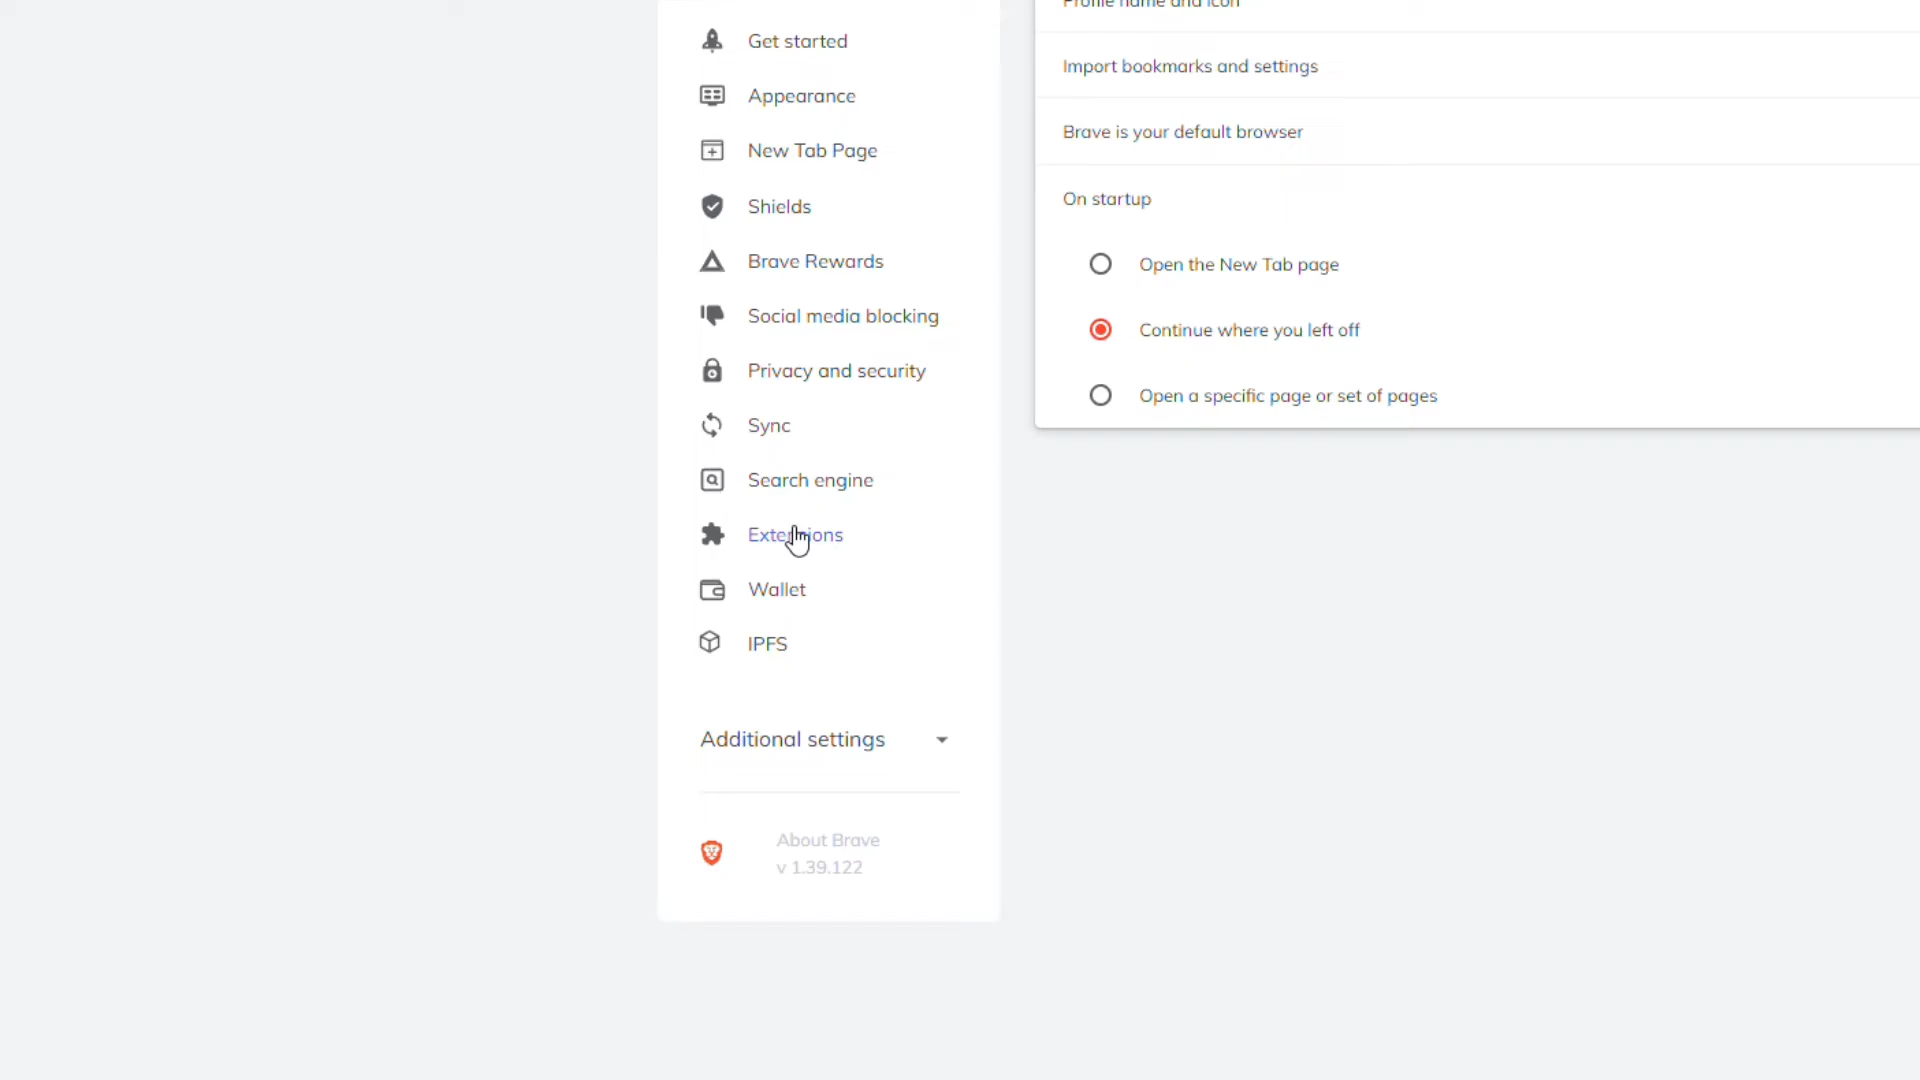 Get started
Appearance
New Tab Page
Shields
Brave Rewards
Social media blocking
Privacy and security
Sync
Search engine
Extensions
Wallet
IPFS
Additional settings
About Brave
v 1.39.122
Profile name and icon
Import bookmarks and settings
Brave is your default browser
On startup
Open the New Tab page
Continue where you left off
Open a specific page or set of pages